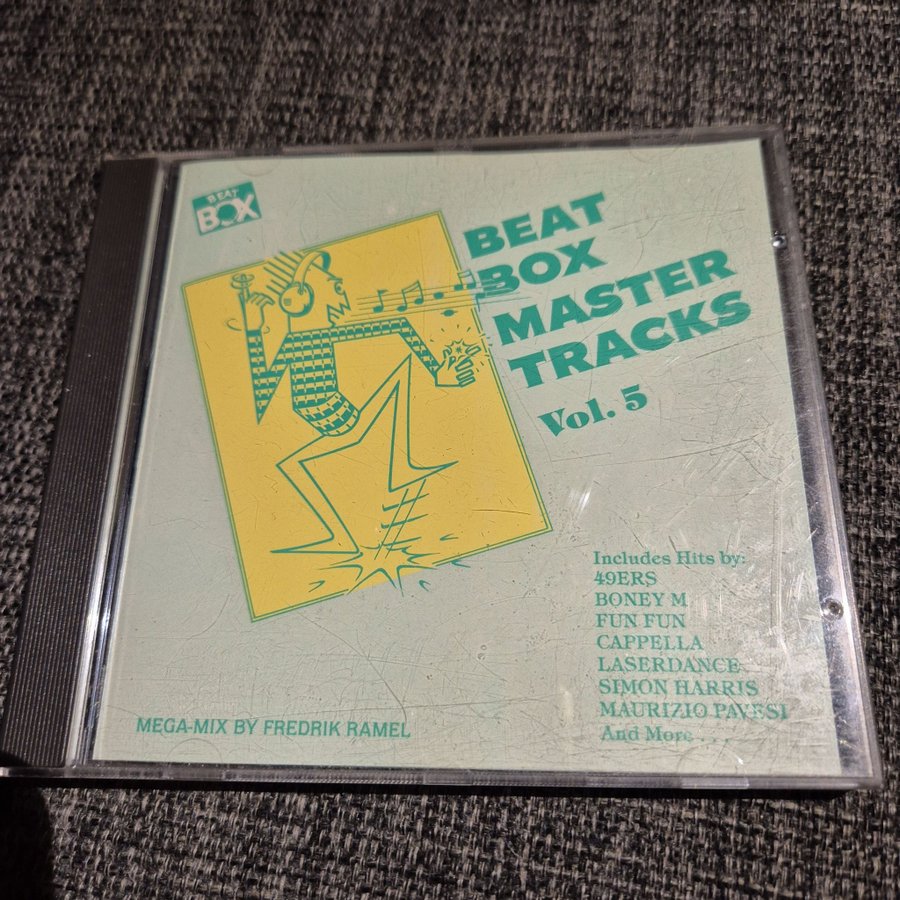 BEAT
BOX
BEAT
BOX
MASTER
TRACKS
Vol. 5
Includes Hits by:
49ERS
BONEY M
FUN FUN
CAPPELLA
LASERDANCE
SIMON HARRIS
MAURIZIO PAVESI
And More . . .
MEGA-MIX BY FREDRIK RAMEL